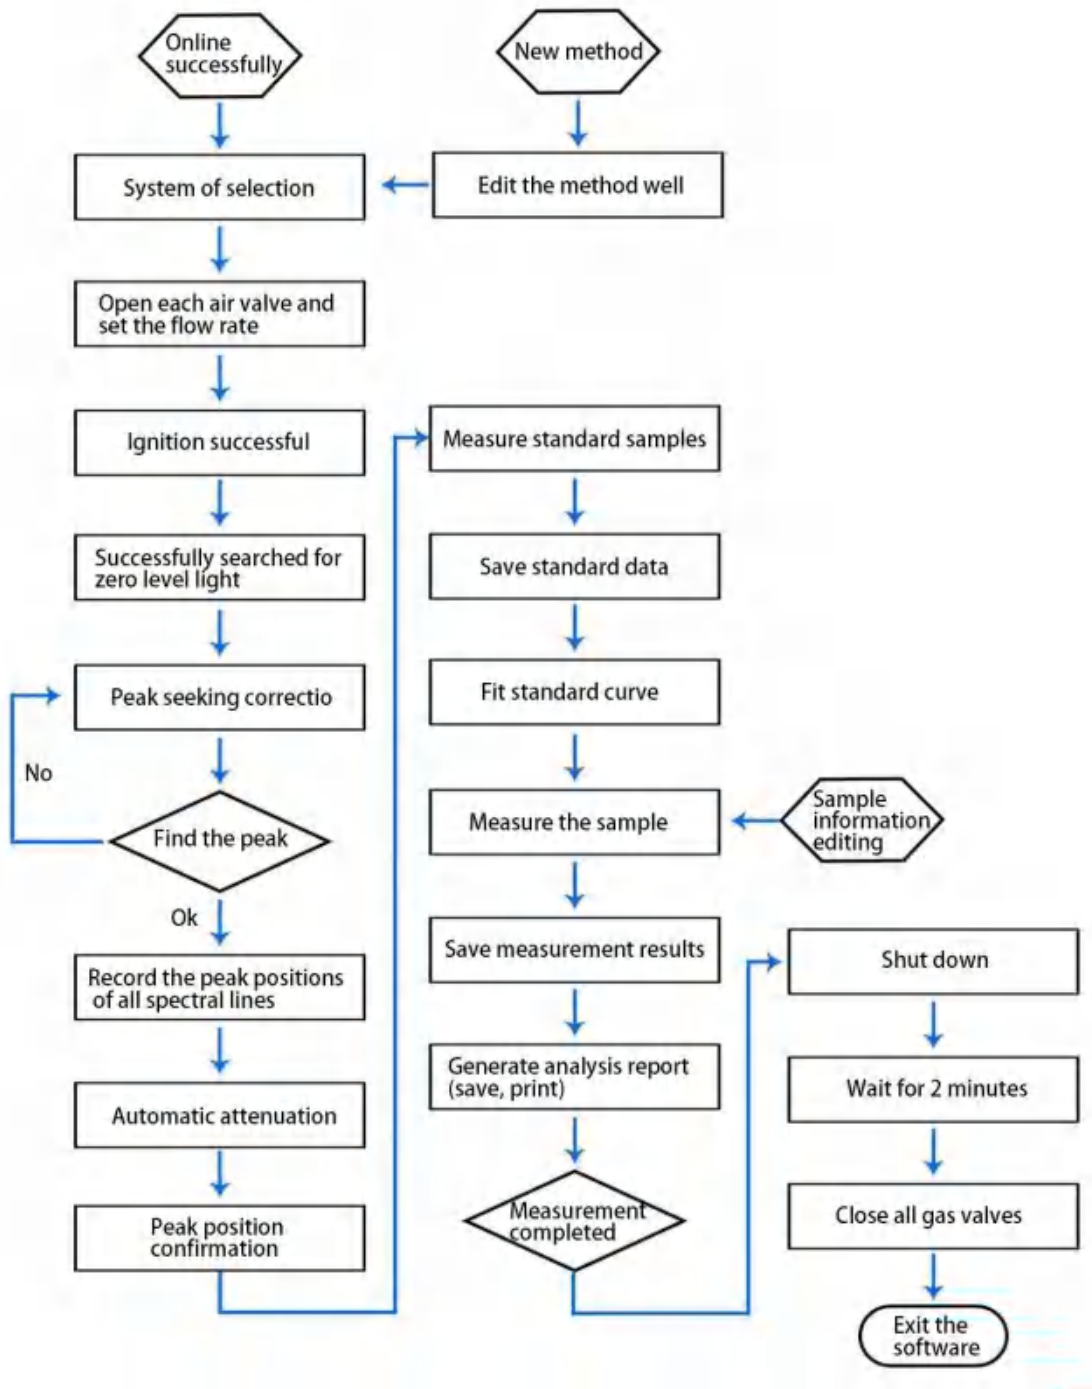 Online
successfully
New method
System of selection
Edit the method well
Open each air valve and
set the flow rate
Ignition successful
Successfully searched for
zero level light
Peak seeking correctio
No
Find the peak
Ok
Record the peak positions
of all spectral lines
Automatic attenuation
Peak position
confirmation
Measure standard samples
Save standard data
Fit standard curve
Measure the sample
Sample
information
editing
Save measurement results
Generate analysis report
(save, print)
Measurement
completed
Shut down
Wait for 2 minutes
Close all gas valves
Exit the
software